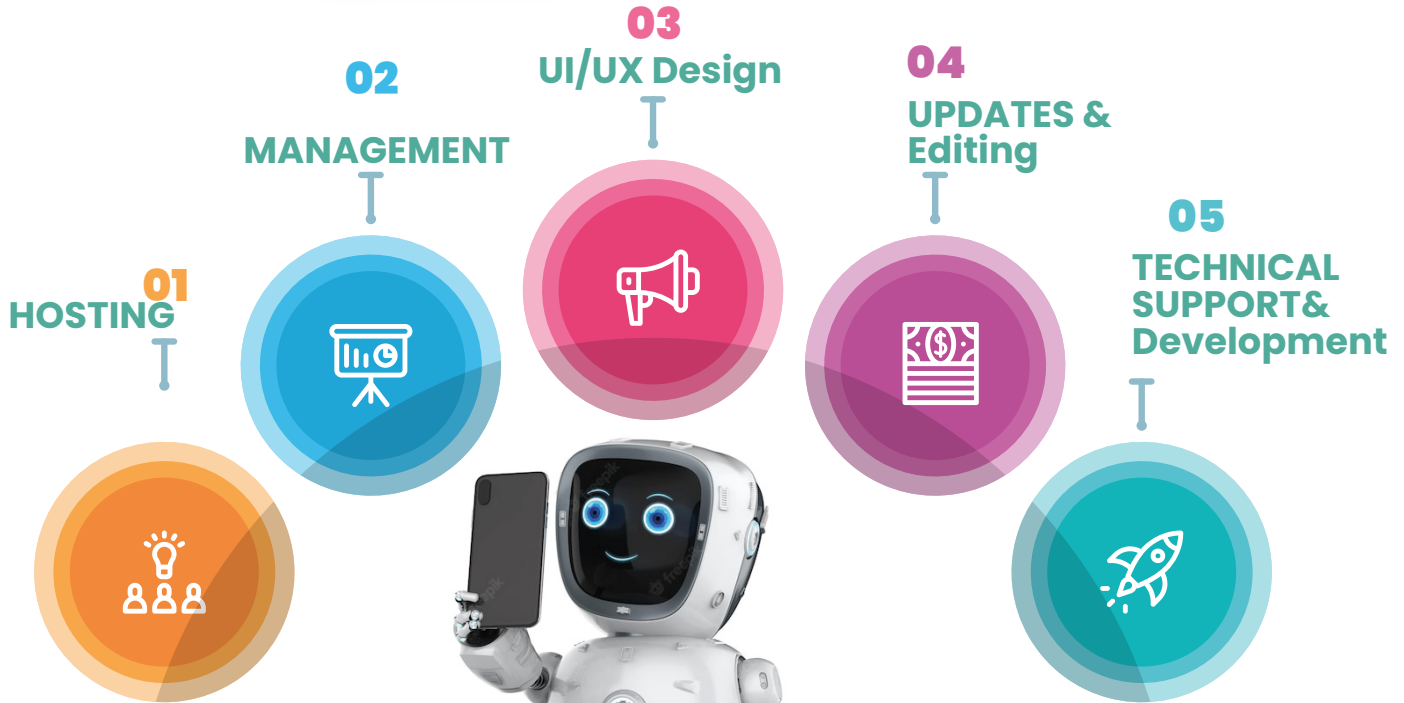 01
HOSTING
02
MANAGEMENT
03
UI/UX Design
04
UPDATES &
Editing
05
TECHNICAL
SUPPORT&
Development